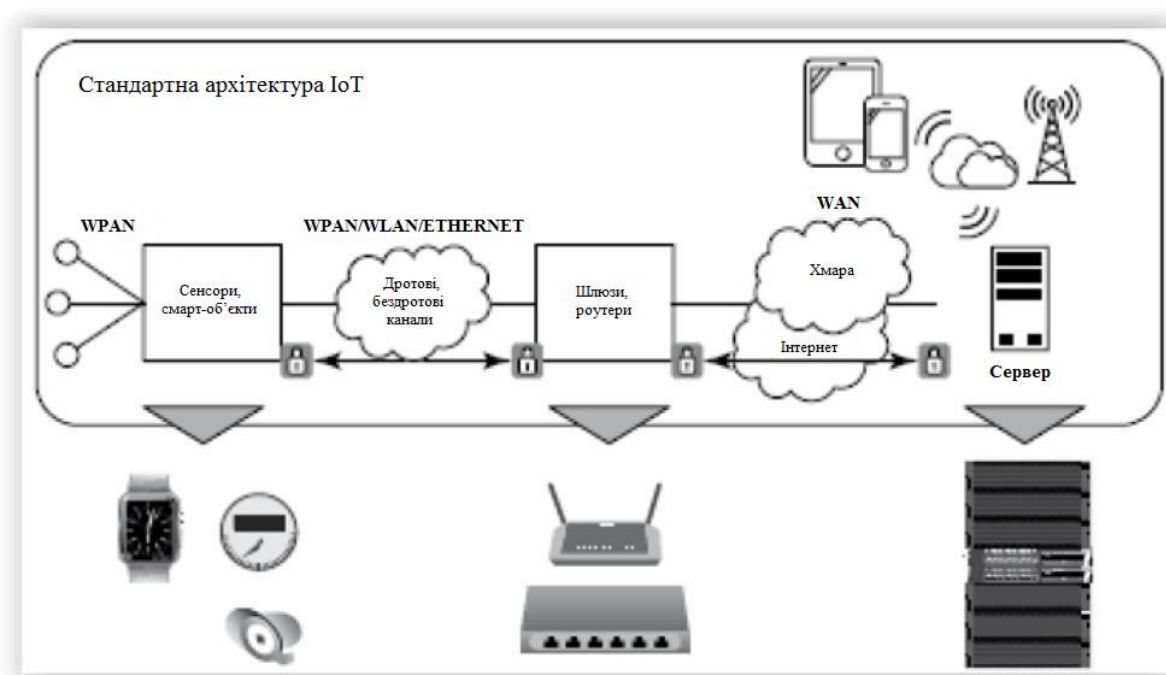 Стандартна архітектура IoT
WPAN
WPAN/WLAN/ETHERNET
WAN
Сенсори,
смарт-об’єкти
Дротові,
бездротові
канали
Шлюзи,
роутери
Хмара
Інтернет
Сервер